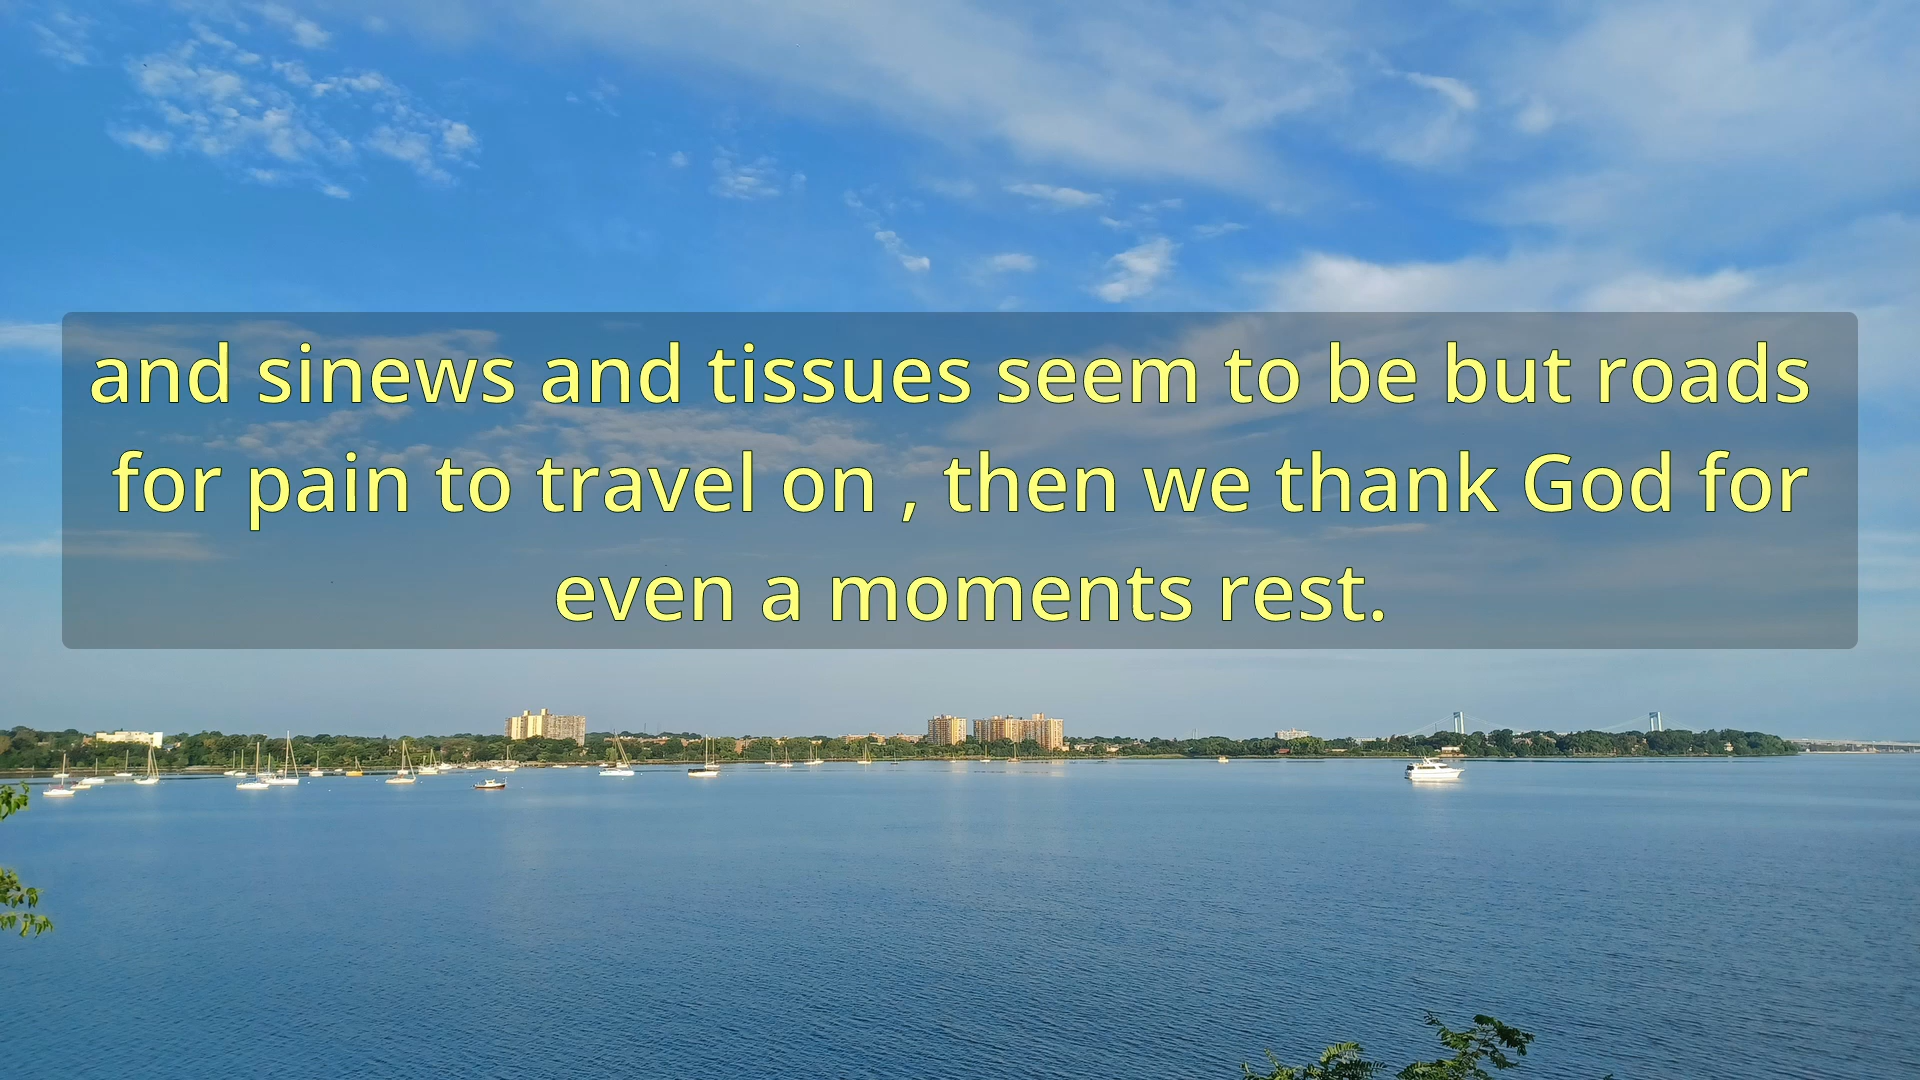 and sinews and tissues seem to be but roads
for pain to travel on , then we thank God for
even a moments rest.